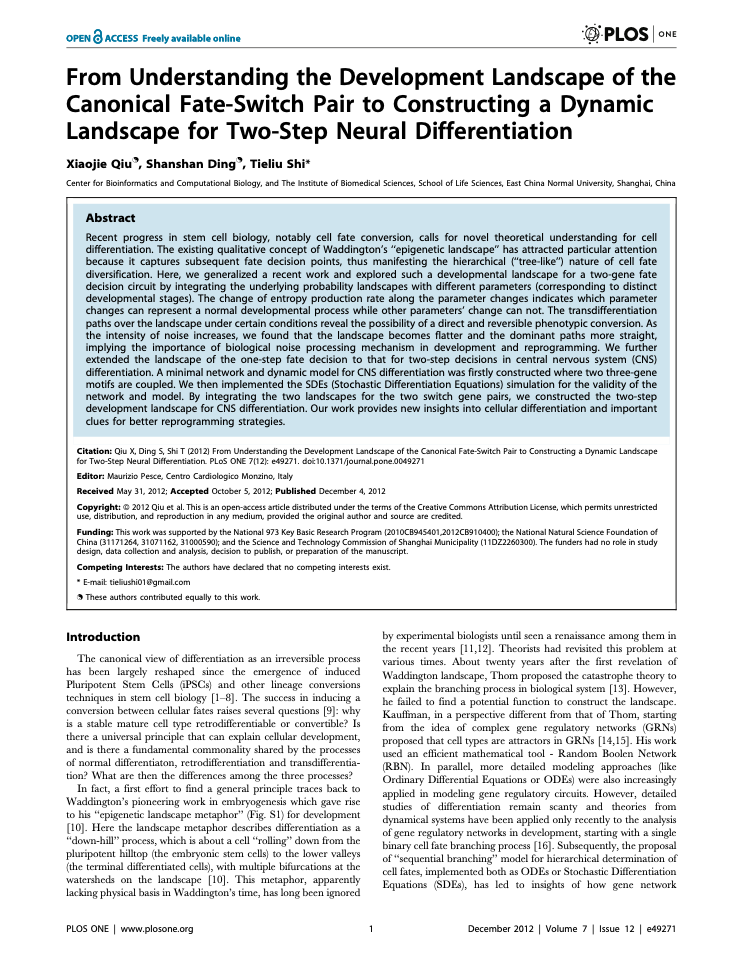 OPEN ACCESS Freely available online
PLOS ONE
From Understanding the Development Landscape of the
Canonical Fate-Switch Pair to Constructing a Dynamic
Landscape for Two-Step Neural Differentiation
Xiaojie Qiu, Shanshan Ding, Tieliu Shi*
Center for Bioinformatics and Computational Biology, and The Institute of Biomedical Sciences, School of Life Sciences, East China Normal University, Shanghai, China
Abstract
Recent progress in stem cell biology, notably cell fate conversion, calls for novel theoretical understanding for cell
differentiation. The existing qualitative concept of Waddington's "epigenetic landscape" has attracted particular attention
because it captures subsequent fate decision points, thus manifesting the hierarchical ("tree-like") nature of cell fate
diversification. Here, we generalized a recent work and explored such a developmental landscape for a two-gene fate
decision circuit by integrating the underlying probability landscapes with different parameters (corresponding to distinct
developmental stages). The change of entropy production rate along the parameter changes indicates which parameter
changes can represent a normal developmental process while other parameters' change can not. The transdifferentiation
paths over the landscape under certain conditions reveal the possibility of a direct and reversible phenotypic conversion. As
the intensity of noise increases, we found that the landscape becomes flatter and the dominant paths more straight,
implying the importance of biological noise processing mechanism in development and reprogramming. We further
extended the landscape of the one-step fate decision to that for two-step decisions in central nervous system (CNS)
differentiation. A minimal network and dynamic model for CNS differentiation was firstly constructed where two three-gene
motifs are coupled. We then implemented the SDEs (Stochastic Differentiation Equations) simulation for the validity of the
network and model. By integrating the two landscapes for the two switch gene pairs, we constructed the two-step
development landscape for CNS differentiation. Our work provides new insights into cellular differentiation and important
clues for better reprogramming strategies.
Citation: Qiu X, Ding S, Shi T (2012) From Understanding the Development Landscape of the Canonical Fate-Switch Pair to Constructing a Dynamic Landscape
for Two-Step Neural Differentiation. PLoS ONE 7(12): e49271. doi:10.1371/journal.pone.0049271
Editor: Maurizio Pesce, Centro Cardiologico Monzino, Italy
Received May 31, 2012; Accepted October 5, 2012; Published December 4, 2012
Copyright: © 2012 Qiu et al. This is an open-access article distributed under the terms of the Creative Commons Attribution License, which permits unrestricted
use, distribution, and reproduction in any medium, provided the original author and source are credited.
Funding: This work was supported by the National 973 Key Basic Research Program (2010CB945401,2012CB910400); the National Natural Science Foundation of
China (31171264, 31071162, 31000590); and the Science and Technology Commission of Shanghai Municipality (11DZ2260300). The funders had no role in study
design, data collection and analysis, decision to publish, or preparation of the manuscript.
Competing Interests: The authors have declared that no competing interests exist.
* E-mail: tieliushi01@gmail.com
These authors contributed equally to this work.
Introduction
The canonical view of differentiation as an irreversible process
has been largely reshaped since the emergence of induced
Pluripotent Stem Cells (iPSCs) and other lineage conversions
techniques in stem cell biology [1–8]. The success in inducing a
conversion between cellular fates raises several questions [9]: why
is a stable mature cell type retrodifferentiable or convertible? Is
there a universal principle that can explain cellular development,
and is there a fundamental commonality shared by the processes
of normal differentiaton, retrodifferentiation and transdifferentia-
tion? What are then the differences among the three processes?
In fact, a first effort to find a general principle traces back to
Waddington's pioneering work in embryogenesis which gave rise
to his "epigenetic landscape metaphor" (Fig. S1) for development
[10]. Here the landscape metaphor describes differentiation as a
"down-hill" process, which is about a cell "rolling" down from the
pluripotent hilltop (the embryonic stem cells) to the lower valleys
(the terminal differentiated cells), with multiple bifurcations at the
watersheds on the landscape [10]. This metaphor, apparently
lacking physical basis in Waddington's time, has long been ignored
by experimental biologists until seen a renaissance among them in
the recent years [11,12]. Theorists had revisited this problem at
various times. About twenty years after the first revelation of
Waddington landscape, Thom proposed the catastrophe theory to
explain the branching process in biological system [13]. However,
he failed to find a potential function to construct the landscape.
Kauffman, in a perspective different from that of Thom, starting
from the idea of complex gene regulatory networks (GRNs)
proposed that cell types are attractors in GRNs [14,15]. His work
used an efficient mathematical tool - Random Boolen Network
(RBN). In parallel, more detailed modeling approaches (like
Ordinary Differential Equations or ODEs) were also increasingly
applied in modeling gene regulatory circuits. However, detailed
studies of differentiation remain scanty and theories from
dynamical systems have been applied only recently to the analysis
of gene regulatory networks in development, starting with a single
binary cell fate branching process [16]. Subsequently, the proposal
of "sequential branching" model for hierarchical determination of
cell fates, implemented both as ODEs or Stochastic Differentiation
Equations (SDEs), has led to insights of how gene network
PLOS ONE | www.plosone.org
1
December 2012 | Volume 7 | Issue 12 | e49271